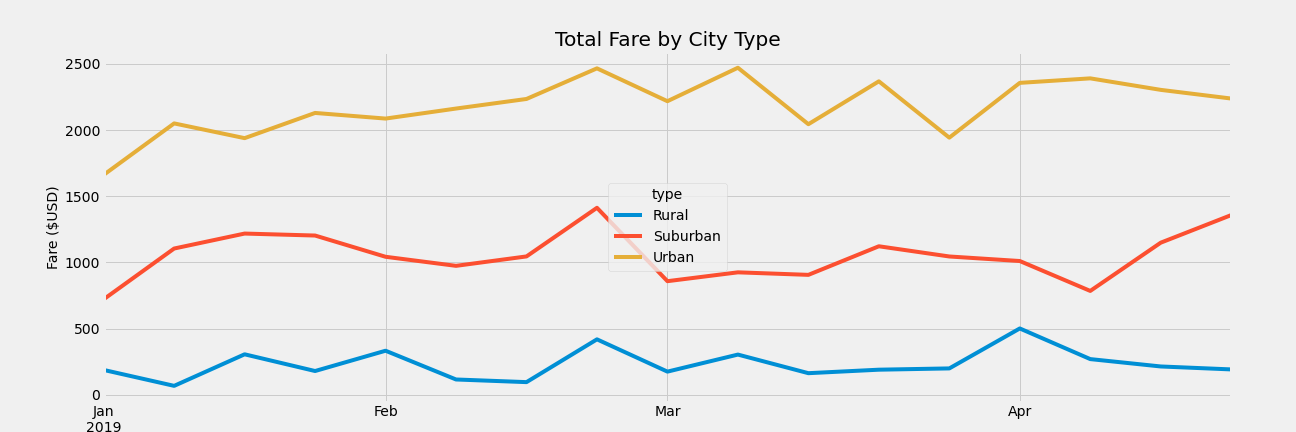 Total Fare by City Type
Fare ($USD)
2500
2000
1500
1000
500
0
type
Rural
Suburban
Urban
Jan Feb Mar Apr
2019